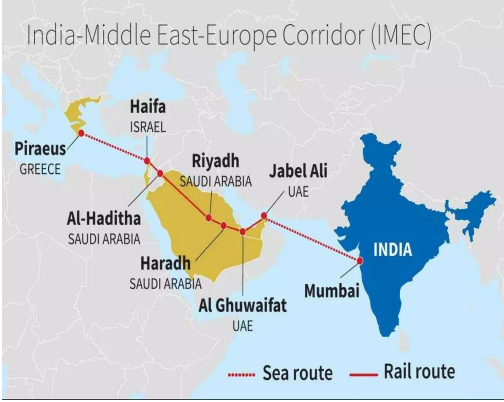 India-Middle East-Europe Corridor (IMEC)
Haifa
ISRAEL
Piraeus
GREECE
Riyadh
SAUDI ARABIA
Jabel Ali
UAE
Al-Haditha
SAUDI ARABIA
INDIA
Haradh
SAUDI ARABIA
Mumbai
Al Ghuwaifat
UAE
Sea route
Rail route